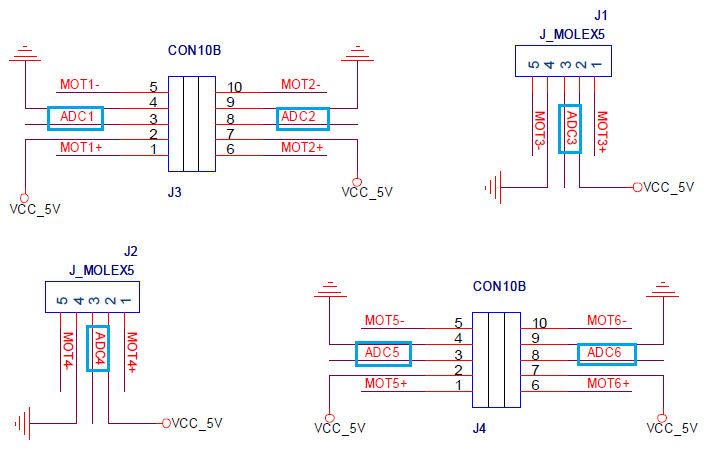 J1
J_MOLEX5
5 4 3 2 1
MOT3- ADC3 MOT3+
VCC_5V
CON10B
MOT1- 5 10 MOT2-
4 9
ADC1 3 8 ADC2
2 7
MOT1+ 1 6 MOT2+
VCC_5V J3 VCC_5V
J2
J_MOLEX5
5 4 3 2 1
MOT4- ADC4 MOT4+
VCC_5V
CON10B
MOT5- 5 10 MOT6-
4 9
ADC5 3 8 ADC6
2 7
MOT5+ 1 6 MOT6+
VCC_5V J4 VCC_5V